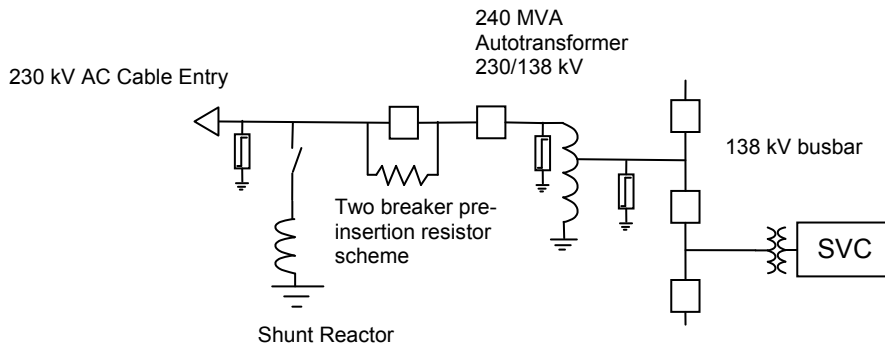 240 MVA
Autotransformer
230/138 kV
230 kV AC Cable Entry
138 kV busbar
Two breaker pre-
insertion resistor
scheme
SVC
Shunt Reactor